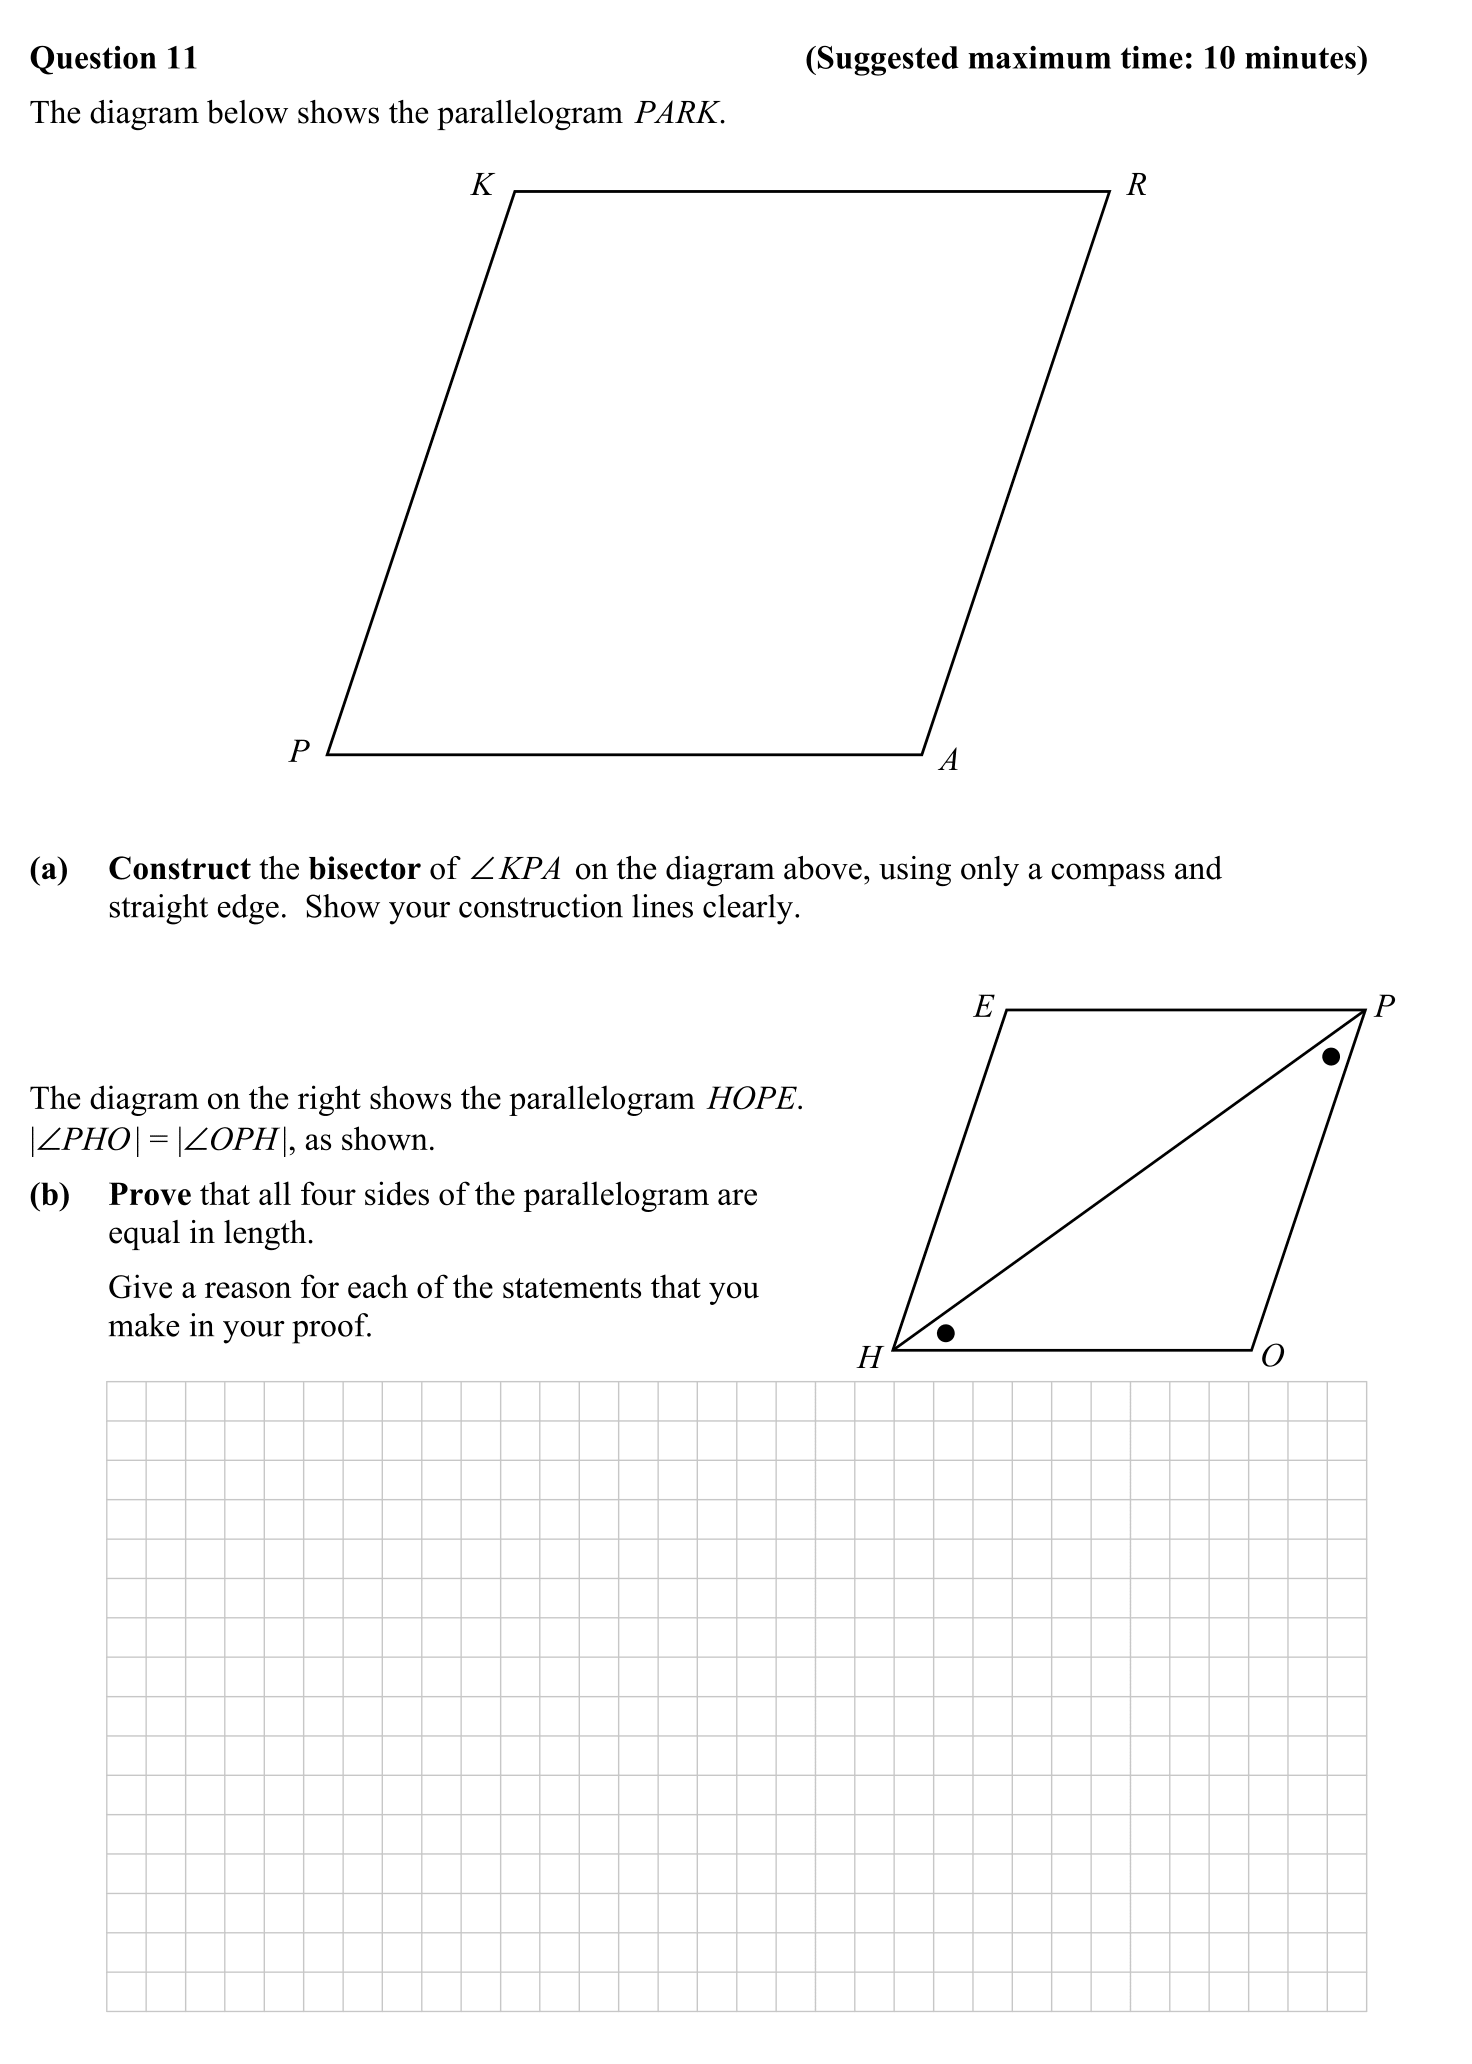 Question 11 (Suggested maximum time: 10 minutes)
The diagram below shows the parallelogram PARK.
K R
P A
(a) Construct the bisector of ∠KPA on the diagram above, using only a compass and
straight edge. Show your construction lines clearly.
E P
The diagram on the right shows the parallelogram HOPE.
|∠PHO| = |∠OPH|, as shown.
(b) Prove that all four sides of the parallelogram are
equal in length.
Give a reason for each of the statements that you
make in your proof.
H O